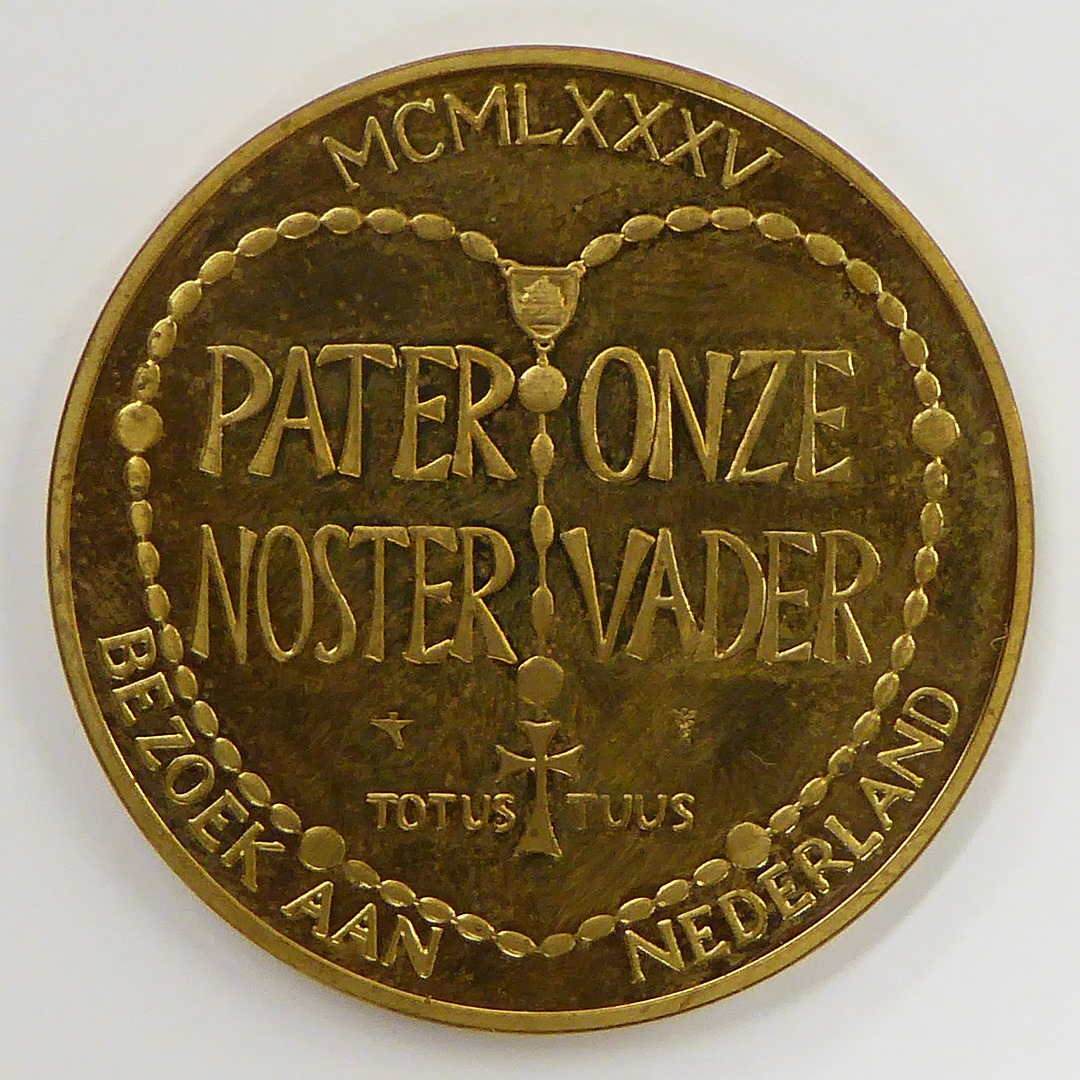 MCMLXXXV
PATER ONZE
NOSTER VADER
TOTUS TUUS
BEZOEK AAN NEDERLAND